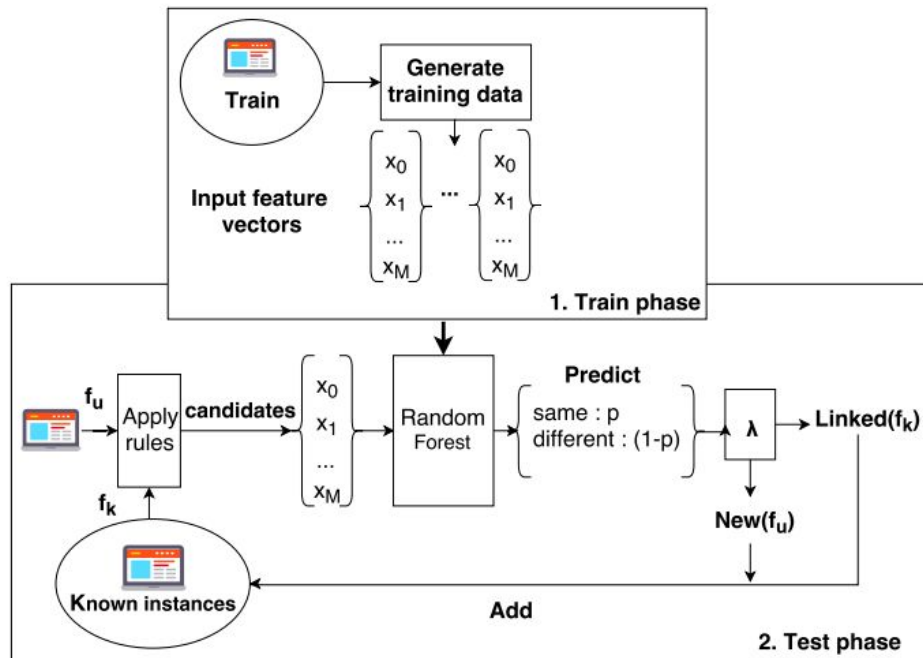 Train
Generate
training data
Input feature
vectors
x0
x1
...
xM
...
x0
x1
...
xM
1. Train phase
fu
Apply
rules
fk
candidates
x0
x1
...
xM
Random
Forest
Predict
same : p
different : (1-p)
λ
Linked(fk)
New(fu)
Known instances
Add
2. Test phase